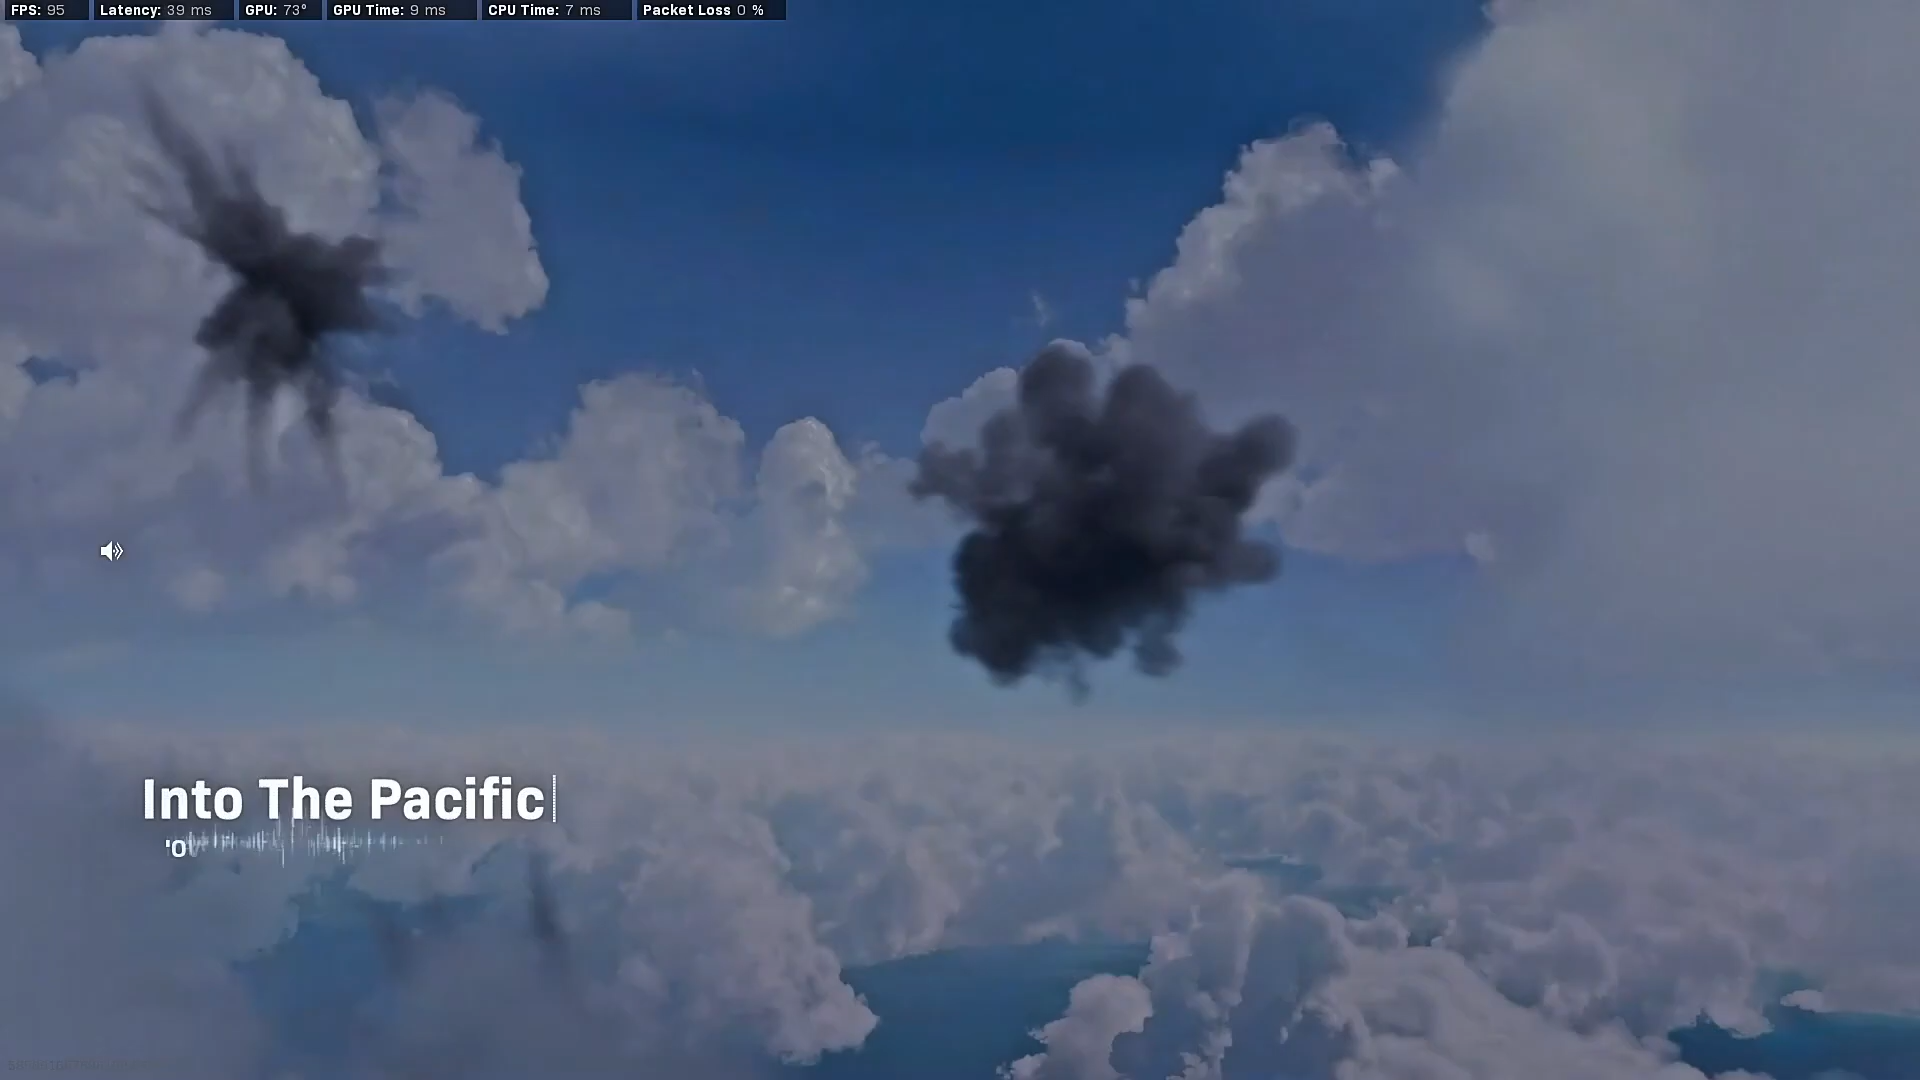 FPS: 95 Latency: 39 ms GPU: 73° GPU Time: 9 ms CPU Time: 7 ms Packet Loss 0 %
Into The Pacific
'O